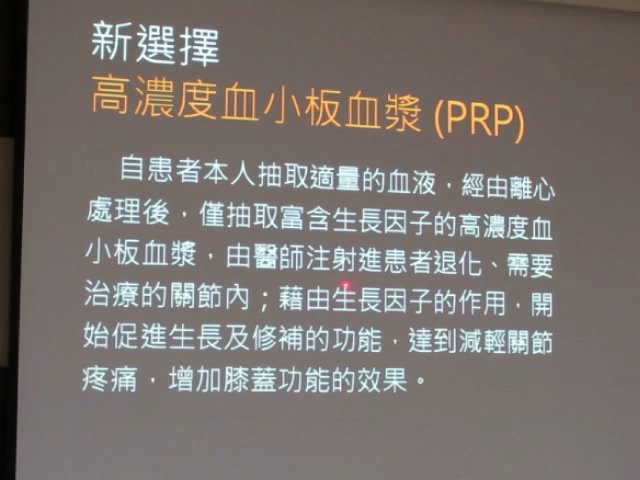 新選擇
高濃度血小板血漿 (PRP)
自患者本人抽取適量的血液，經由離心
處理後，僅抽取富含生長因子的高濃度血
小板血漿，由醫師注射進患者退化、需要
治療的關節內；藉由生長因子的作用，開
始促進生長及修補的功能，達到減輕關節
疼痛，增加膝蓋功能的效果。